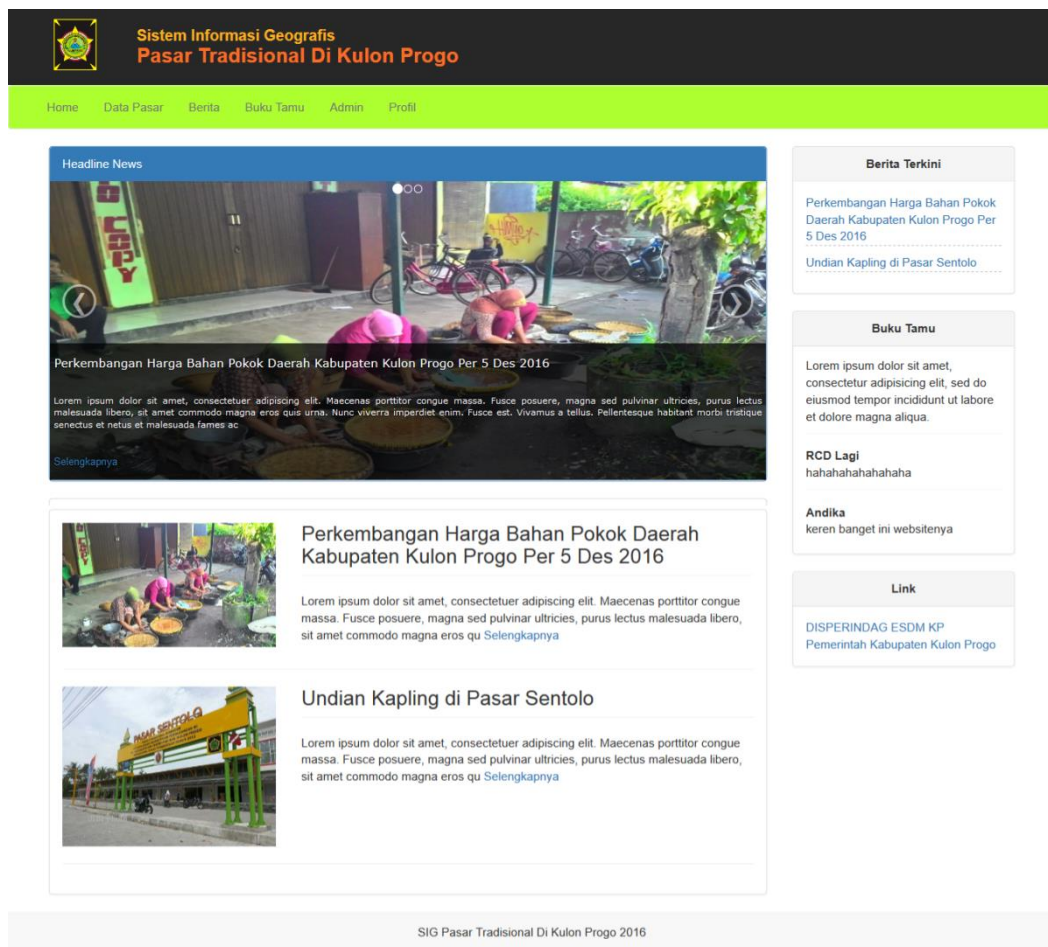 Sistem Informasi Geografis
Pasar Tradisional Di Kulon Progo
Home Data Pasar Berita Buku Tamu Admin Profil
Headline News
COPY
Perkembangan Harga Bahan Pokok Daerah Kabupaten Kulon Progo Per 5 Des 2016
Lorem ipsum dolor sit amet, consectetuer adipiscing elit. Maecenas porttitor congue massa. Fusce posuere, magna sed pulvinar ultricies, purus lectus
malesuada libero, sit amet commodo magna eros quis urna. Nunc viverra imperdiet enim. Fusce est. Vivamus a tellus. Pellentesque habitant morbi tristique
senectus et netus et malesuada fames ac
Selengkapnya
Perkembangan Harga Bahan Pokok Daerah
Kabupaten Kulon Progo Per 5 Des 2016
Lorem ipsum dolor sit amet, consectetuer adipiscing elit. Maecenas porttitor congue
massa. Fusce posuere, magna sed pulvinar ultricies, purus lectus malesuada libero,
sit amet commodo magna eros qu Selengkapnya
PASAR SENTOLO
Undian Kapling di Pasar Sentolo
Lorem ipsum dolor sit amet, consectetuer adipiscing elit. Maecenas porttitor congue
massa. Fusce posuere, magna sed pulvinar ultricies, purus lectus malesuada libero,
sit amet commodo magna eros qu Selengkapnya
Berita Terkini
Perkembangan Harga Bahan Pokok
Daerah Kabupaten Kulon Progo Per
5 Des 2016
Undian Kapling di Pasar Sentolo
Buku Tamu
Lorem ipsum dolor sit amet,
consectetur adipisicing elit, sed do
eiusmod tempor incididunt ut labore
et dolore magna aliqua.
RCD Lagi
hahahahahahahaha
Andika
keren banget ini websitenya
Link
DISPERINDAG ESDM KP
Pemerintah Kabupaten Kulon Progo
SIG Pasar Tradisional Di Kulon Progo 2016